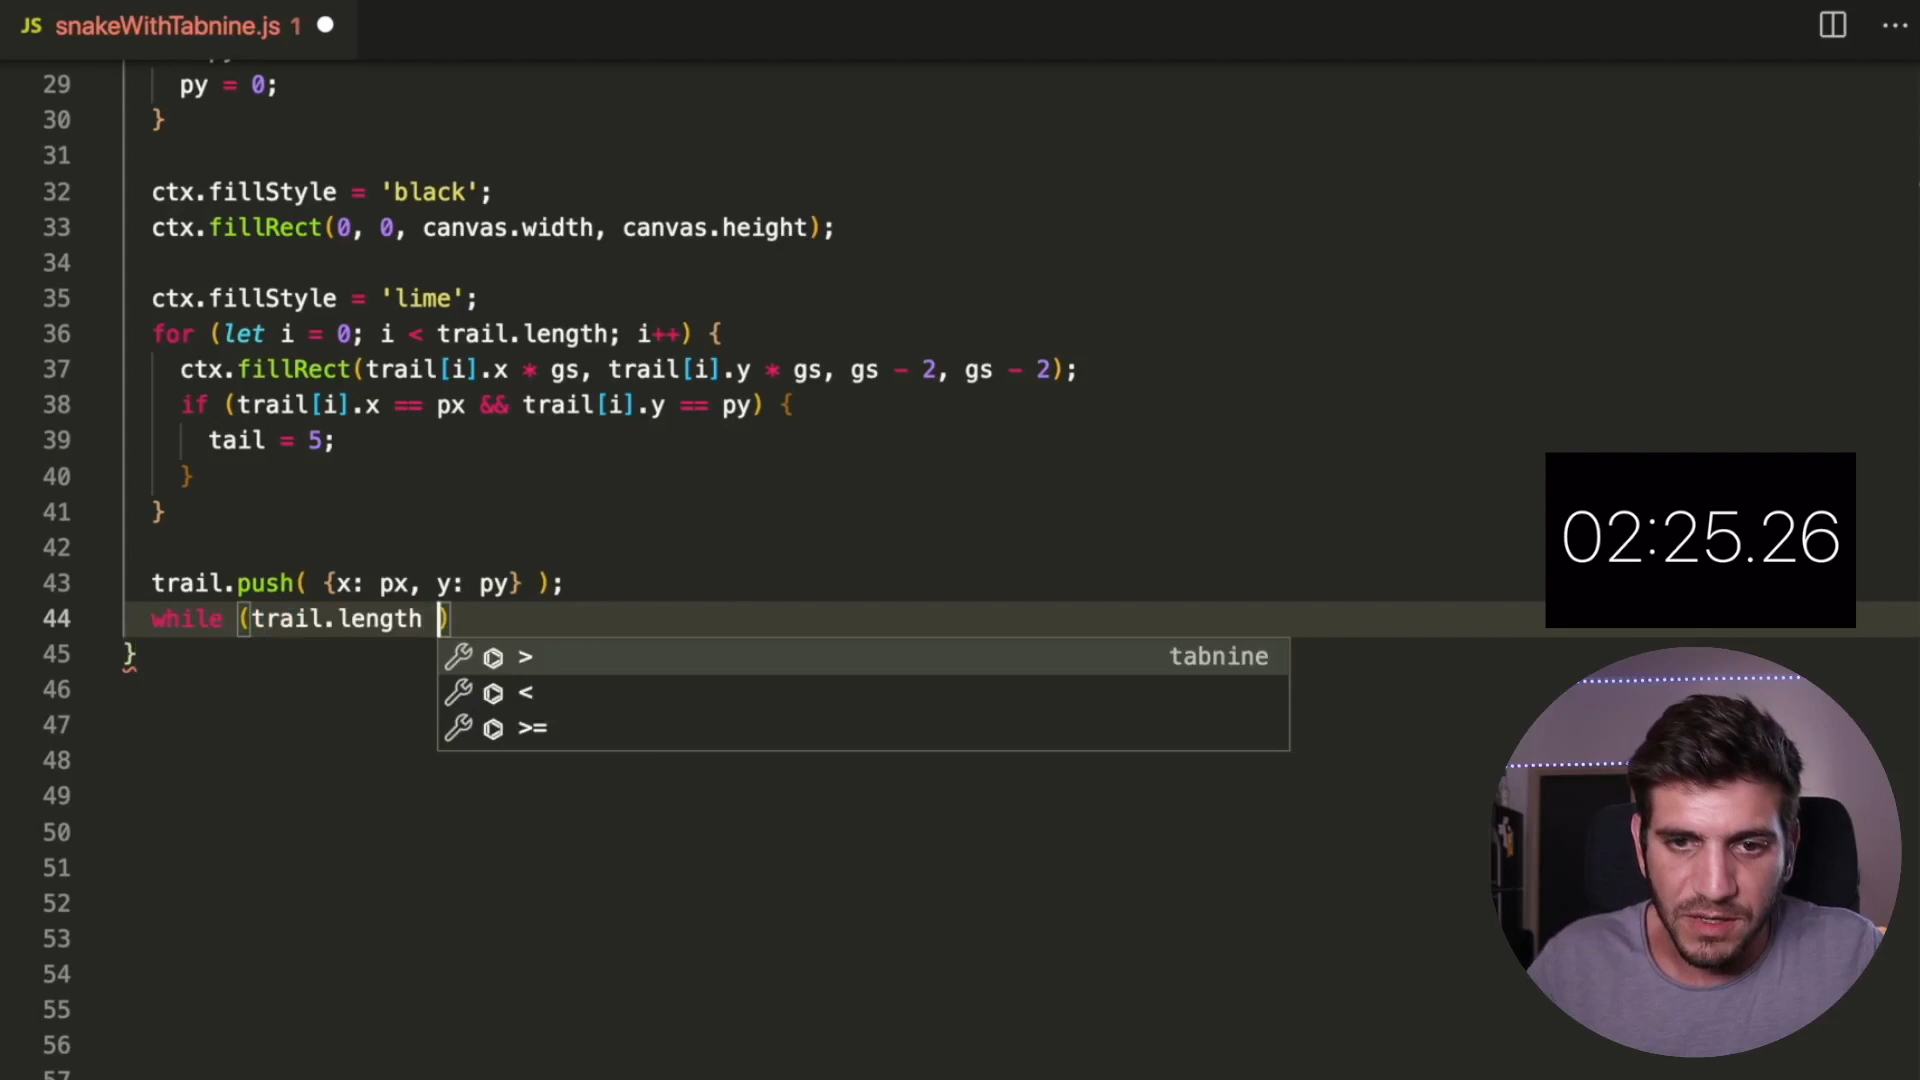 JS snakeWithTabnine.js 1
29 py = 0;
30 }
31
32 ctx.fillStyle = 'black';
33 ctx.fillRect(0, 0, canvas.width, canvas.height);
34
35 ctx.fillStyle = 'lime';
36 for (let i = 0; i < trail.length; i++) {
37 ctx.fillRect(trail[i].x * gs, trail[i].y * gs, gs - 2, gs - 2);
38 if (trail[i].x == px && trail[i].y == py) {
39 tail = 5;
40 }
41 }
42
43 trail.push( {x: px, y: py} );
44 while (trail.length )
> tabnine
45 }
46
<
47
>=
48
49
50
51
52
53
54
55
56
57
02:25.26